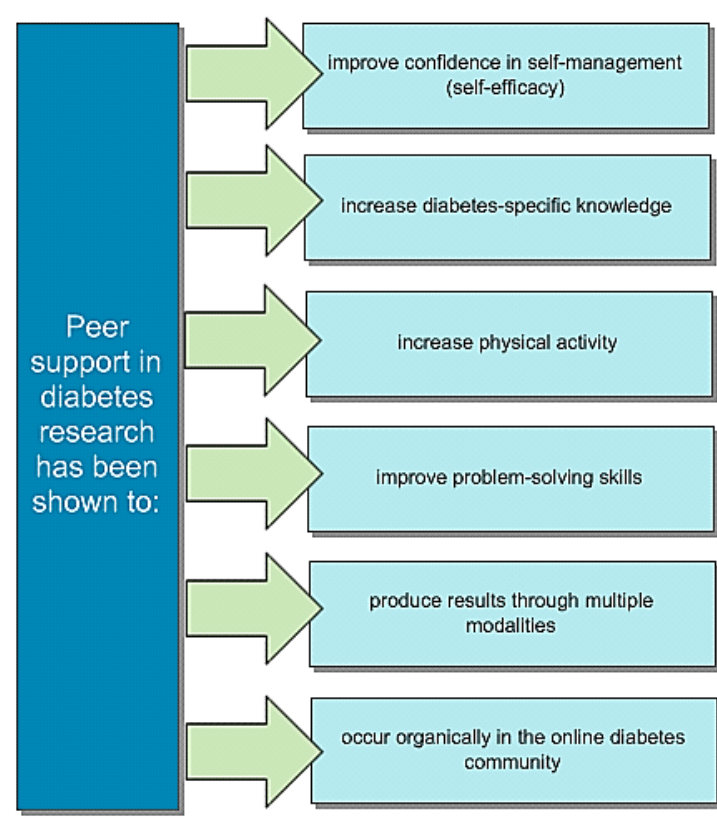 Peer
support in
diabetes
research
has been
shown to:
improve confidence in self-management
(self-efficacy)
increase diabetes-specific knowledge
increase physical activity
improve problem-solving skills
produce results through multiple
modalities
occur organically in the online diabetes
community